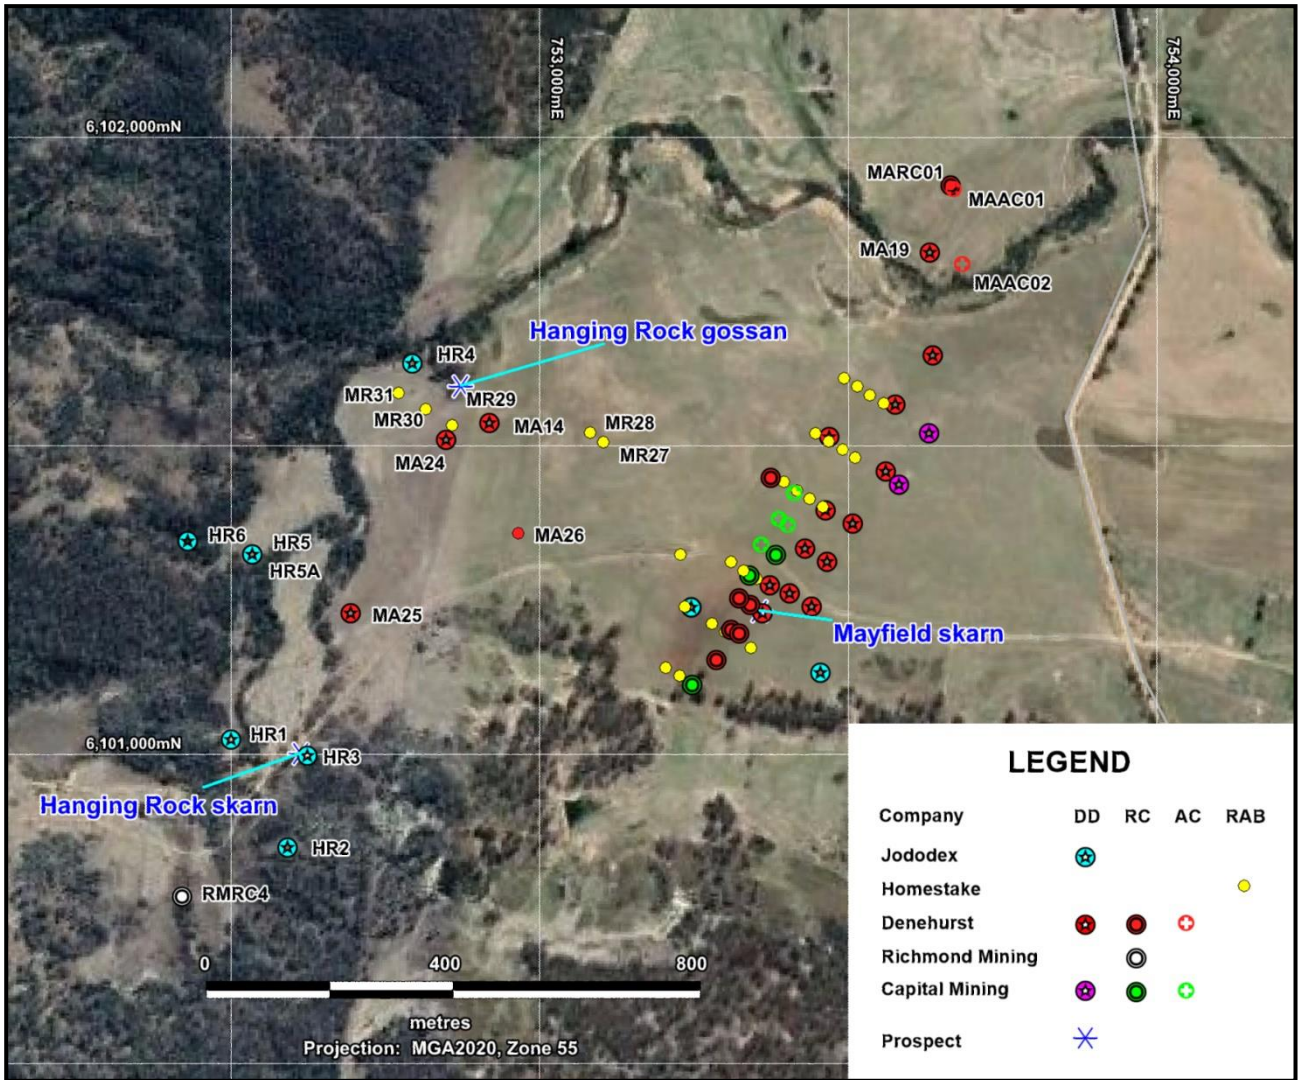 753,000mE
754,000mE
6,102,000mN
MARC01
MAAC01
MA19
MAAC02
Hanging Rock gossan
HR4
MR31
MR29
MR30
MA14
MR28
MA24
MR27
HR6
HR5
MA26
HR5A
MA25
Mayfield skarn
HR1
6,101,000mN
HR3
Hanging Rock skarn
HR2
RMRC4
0 400 800
metres
Projection: MGA2020, Zone 55
LEGEND
Company DD RC AC RAB
Jododex
Homestake
Denehurst
Richmond Mining
Capital Mining
Prospect